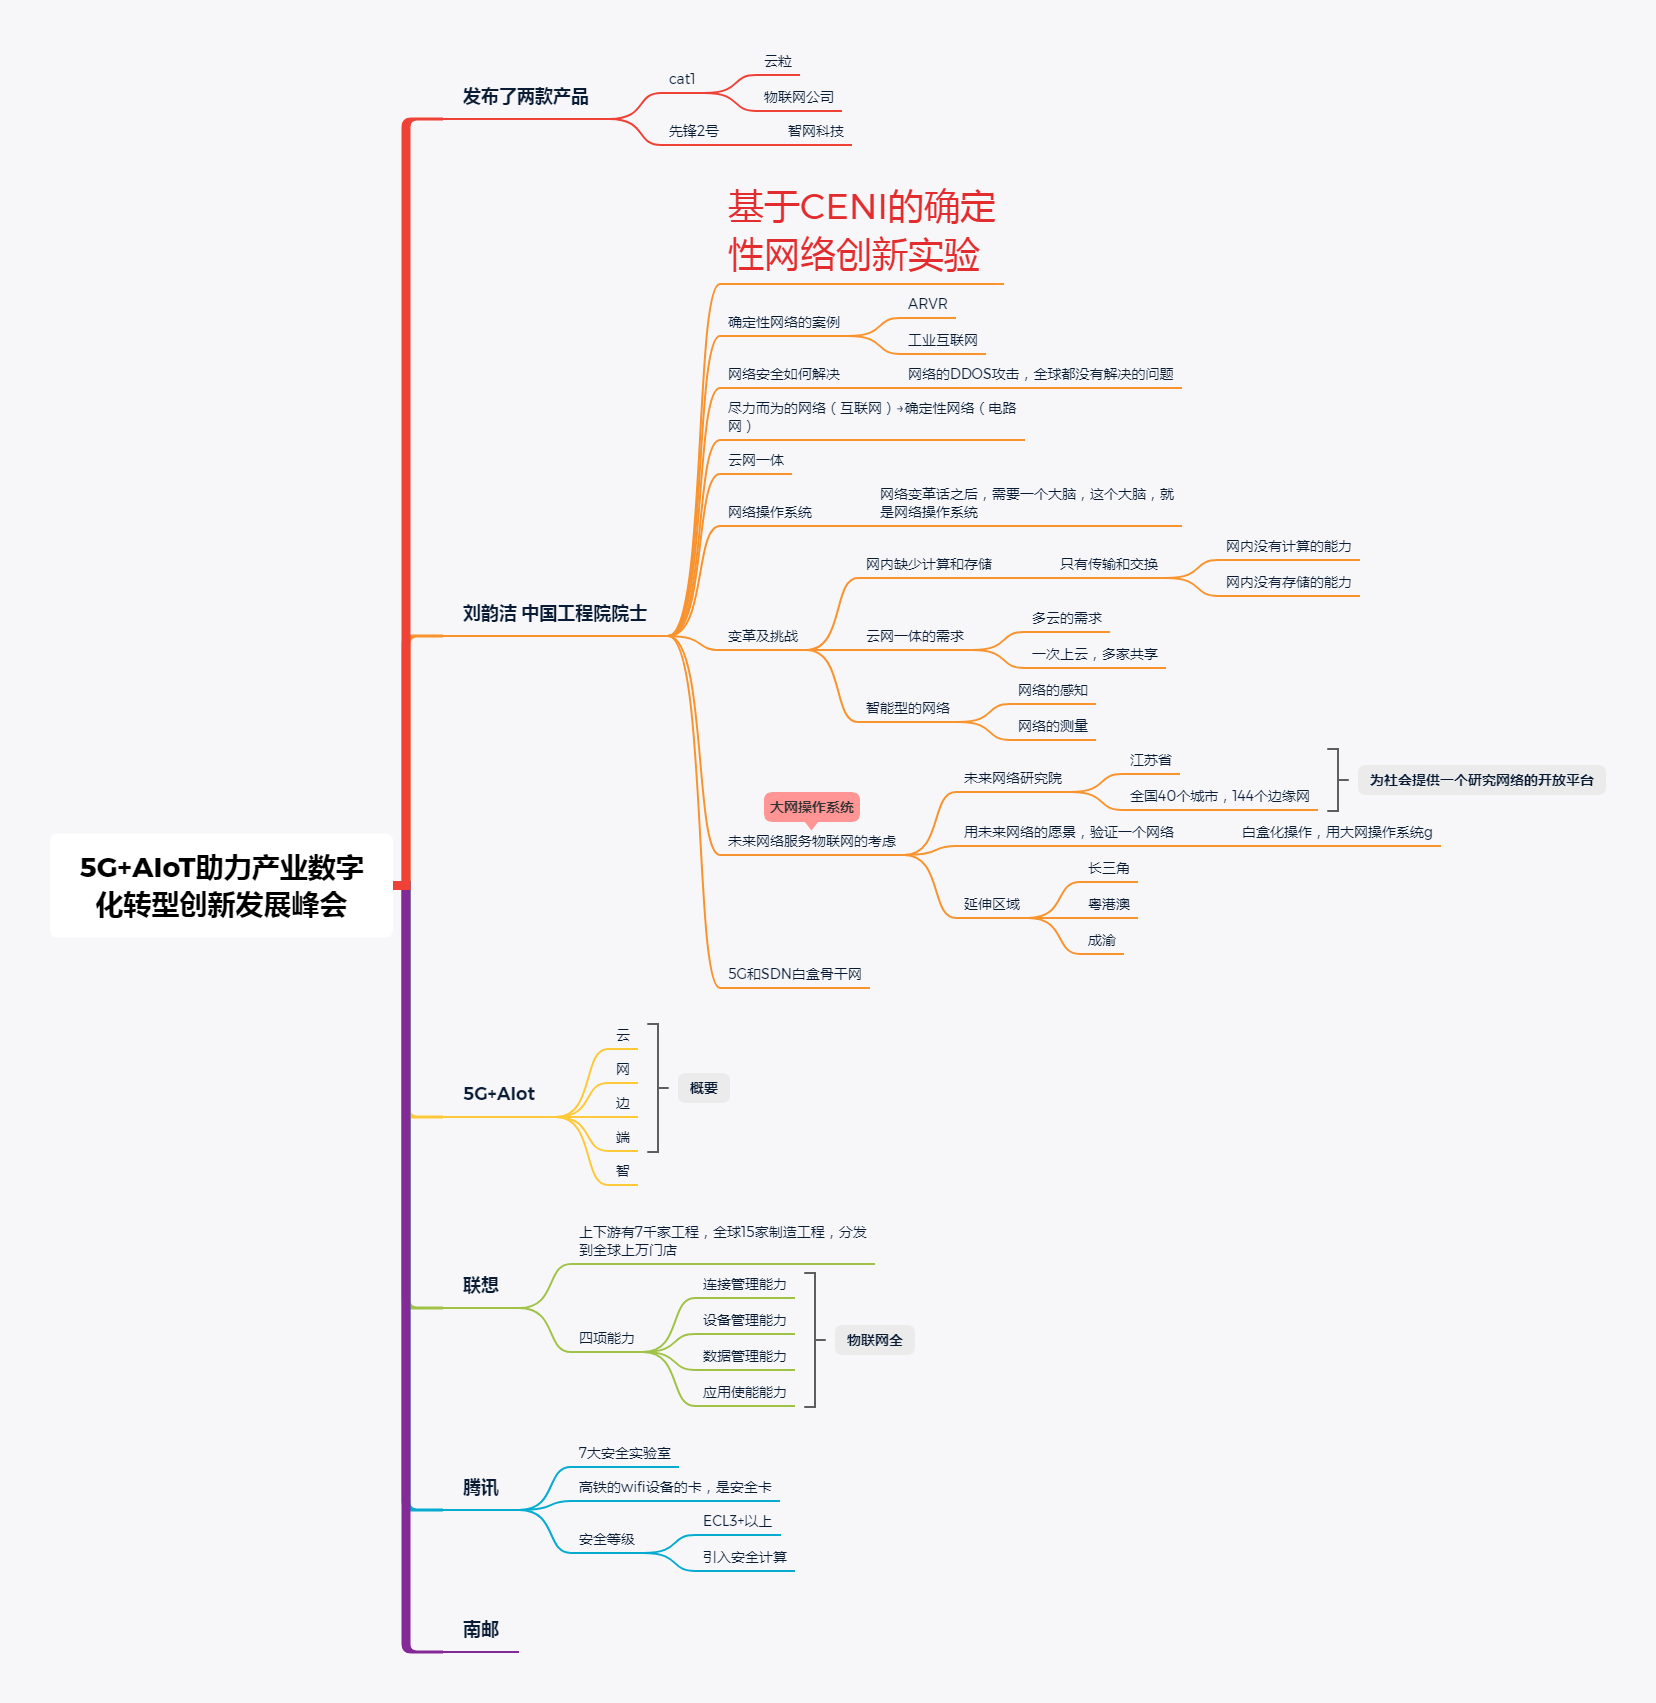 5G+AIoT助力产业数字
化转型创新发展峰会
发布了两款产品
cat1
云粒
物联网公司
先锋2号
智网科技
刘韵洁 中国工程院院士
基于CENI的确定
性网络创新实验
确定性网络的案例
ARVR
工业互联网
网络安全如何解决
网络的DDOS攻击，全球都没有解决的问题
尽力而为的网络（互联网）→确定性网络（电路
网）
云网一体
网络操作系统
网络变革话之后，需要一个大脑，这个大脑，就
是网络操作系统
变革及挑战
网内缺少计算和存储
只有传输和交换
网内没有计算的能力
网内没有存储的能力
云网一体的需求
多云的需求
一次上云，多家共享
智能型的网络
网络的感知
网络的测量
大网操作系统
未来网络服务物联网的考虑
未来网络研究院
江苏省
全国40个城市，144个边缘网
为社会提供一个研究网络的开放平台
用未来网络的愿景，验证一个网络
白盒化操作，用大网操作系统g
延伸区域
长三角
粤港澳
成渝
5G和SDN白盒骨干网
5G+AIot
云
网
边
端
智
概要
联想
上下游有7千家工程，全球15家制造工程，分发
到全球上万门店
四项能力
连接管理能力
设备管理能力
数据管理能力
应用使能能力
物联网全
腾讯
7大安全实验室
高铁的wifi设备的卡，是安全卡
安全等级
ECL3+以上
引入安全计算
南邮